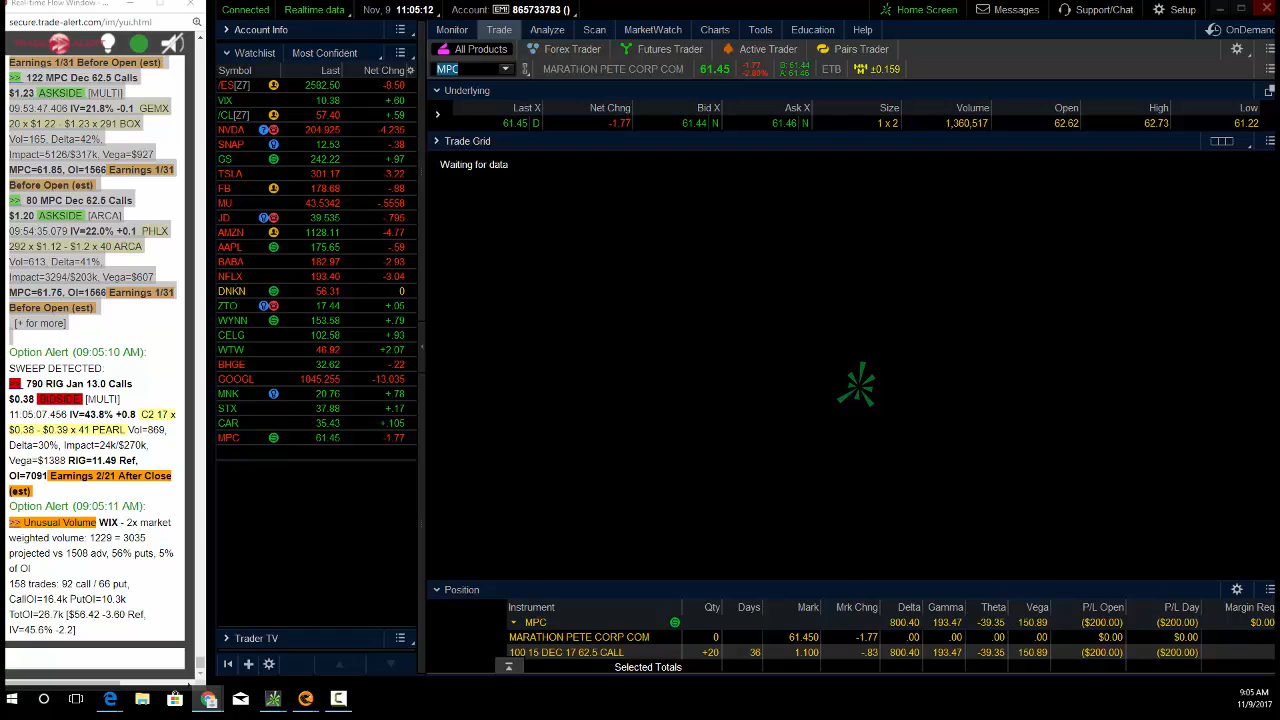 Real-time Flow Window -
secure.trade-alert.com/im/yui.html
Earnings 1/31 Before Open (est)
>> 122 MPC Dec 62.5 Calls
$1.23 ASKSIDE [MULTI]
09:53:47.406 IV=21.8% -0.1 GEMX
20 x $1.22 - $1.23 x 291 BOX
Vol=165, Delta=42%,
Impact=5126/$317k, Vega=$927
MPC=61.85, OI=1566 Earnings 1/31
Before Open (est)
>> 80 MPC Dec 62.5 Calls
$1.20 ASKSIDE [ARCA]
09:54:35.079 IV=22.0% +0.1 PHLX
292 x $1.12 - $1.2 x 40 ARCA
Vol=613, Delta=41%,
Impact=3294/$203k, Vega=$607
MPC=61.75, OI=1566 Earnings 1/31
Before Open (est)
[+ for more]
Option Alert (09:05:10 AM):
SWEEP DETECTED:
>> 790 RIG Jan 13.0 Calls
$0.38 BIDSIDE [MULTI]
11:05:07.456 IV=43.8% +0.8 C2 17 x
$0.38 - $0.39 x 41 PEARL Vol=869,
Delta=30%, Impact=24k/$270k,
Vega=$1388 RIG=11.49 Ref,
OI=7091 Earnings 2/21 After Close
(est)
Option Alert (09:05:11 AM):
>> Unusual Volume WIX - 2x market
weighted volume: 1229 = 3035
projected vs 1508 adv, 56% puts, 5%
of OI
158 trades: 92 call / 66 put,
CallOI=16.4k PutOI=10.3k
TotOI=26.7k [$56.42 -3.60 Ref,
IV=45.6% -2.2]
Connected Realtime data Nov, 9 11:05:12 Account: EMI 865733783 () Home Screen Messages Support/Chat Setup
Account Info
Watchlist Most Confident
Symbol Last Net Chng
/ES[Z7] 2582.50 -8.50
VIX 10.38 +.60
/CL[Z7] 57.40 +.59
NVDA 204.925 -4.235
SNAP 12.53 -.38
GS 242.22 +.97
TSLA 301.17 -3.22
FB 178.68 -.88
MU 43.5342 -.5558
JD 39.535 -.795
AMZN 1128.11 -4.77
AAPL 175.65 -.59
BABA 182.97 -2.93
NFLX 193.40 -3.04
DNKN 56.31 0
ZTO 17.44 +.05
WYNN 153.58 +.79
CELG 102.58 +.93
WTW 46.92 +2.07
BHGE 32.62 -.22
GOOGL 1045.255 -13.035
MNK 20.76 +.78
STX 37.88 +.17
CAR 35.43 +.105
MPC 61.45 -1.77
Trader TV
Monitor Trade Analyze Scan MarketWatch Charts Tools Education Help OnDemand
All Products Forex Trader Futures Trader Active Trader Pairs Trader
MPC MARATHON PETE CORP COM 61.45 -1.77 -2.80% B: 61.44 A: 61.46 ETB ±0.159
Underlying
Last X Net Chng Bid X Ask X Size Volume Open High Low
61.45 D -1.77 61.44 N 61.46 N 1 x 2 1,360,517 62.62 62.73 61.22
Trade Grid
Waiting for data
Position
Instrument Qty Days Mark Mrk Chng Delta Gamma Theta Vega P/L Open P/L Day Margin Req
MPC 800.40 193.47 -39.35 150.89 ($200.00) ($200.00) $0.00
MARATHON PETE CORP COM 0 61.450 -1.77 .00 .00 .00 .00 $0.00 $0.00
100 15 DEC 17 62.5 CALL +20 36 1.100 -.83 800.40 193.47 -39.35 150.89 ($200.00) ($200.00)
Selected Totals
9:05 AM
11/9/2017